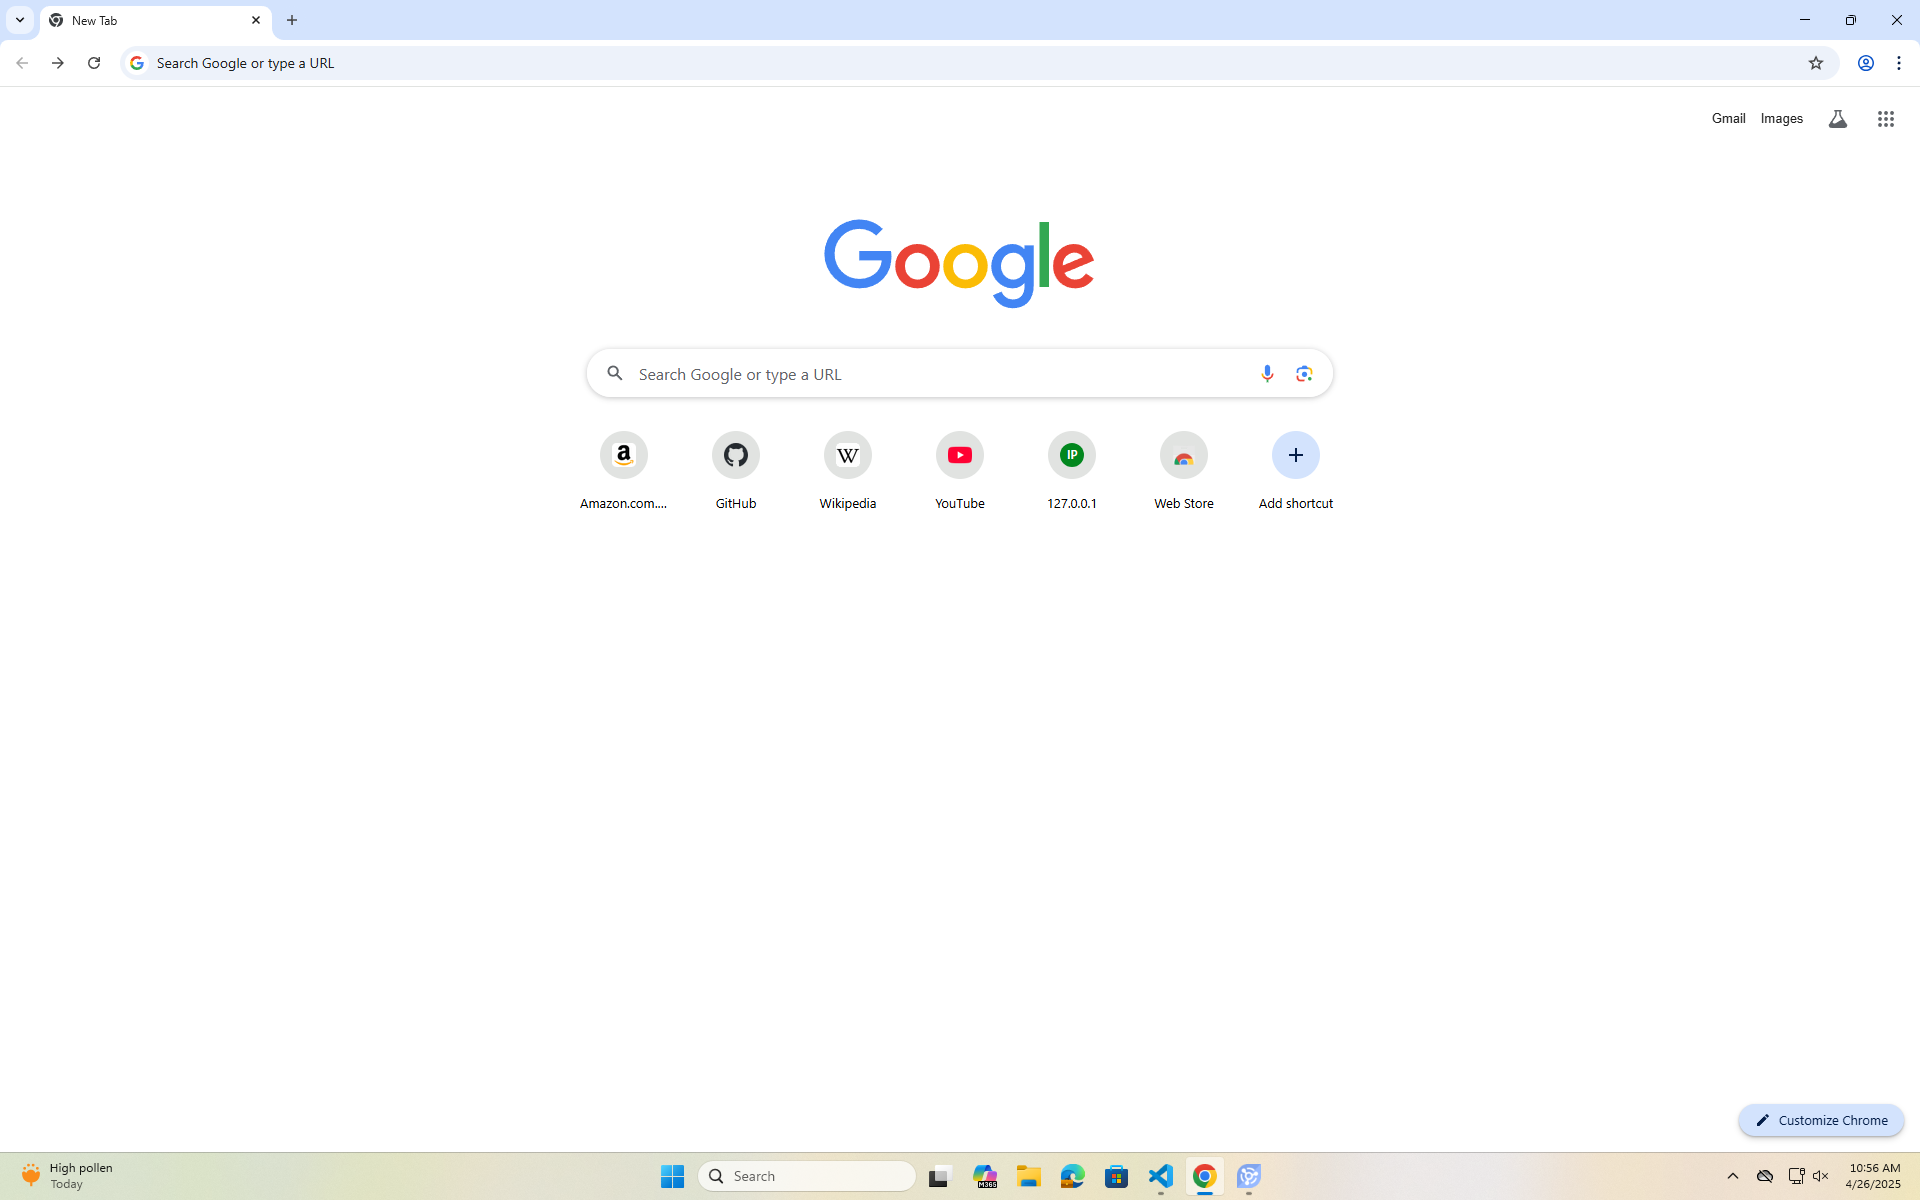 New Tab
Search Google or type a URL
Gmail Images
Google
Search Google or type a URL
Amazon.com.... GitHub Wikipedia YouTube 127.0.0.1 Web Store Add shortcut
IP
Customize Chrome
High pollen
Today
Search
M365
10:56 AM
4/26/2025